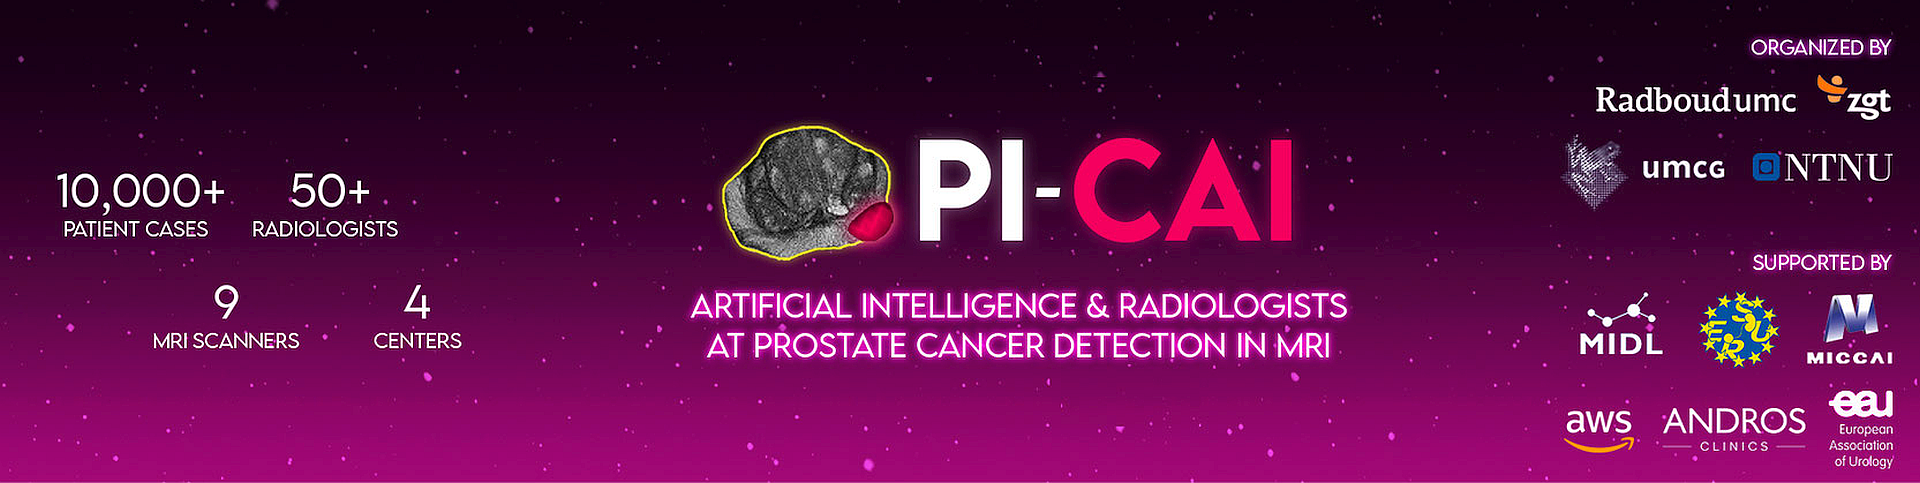 10,000+
PATIENT CASES
50+
RADIOLOGISTS
9
MRI SCANNERS
4
CENTERS
PI-CAI
ARTIFICIAL INTELLIGENCE & RADIOLOGISTS
AT PROSTATE CANCER DETECTION IN MRI
ORGANIZED BY
Radboudumc
zgt
umcg
NTNU
SUPPORTED BY
MIDL
ESUR
MICCAI
aws
ANDROS
CLINICS
eau
European
Association
of Urology